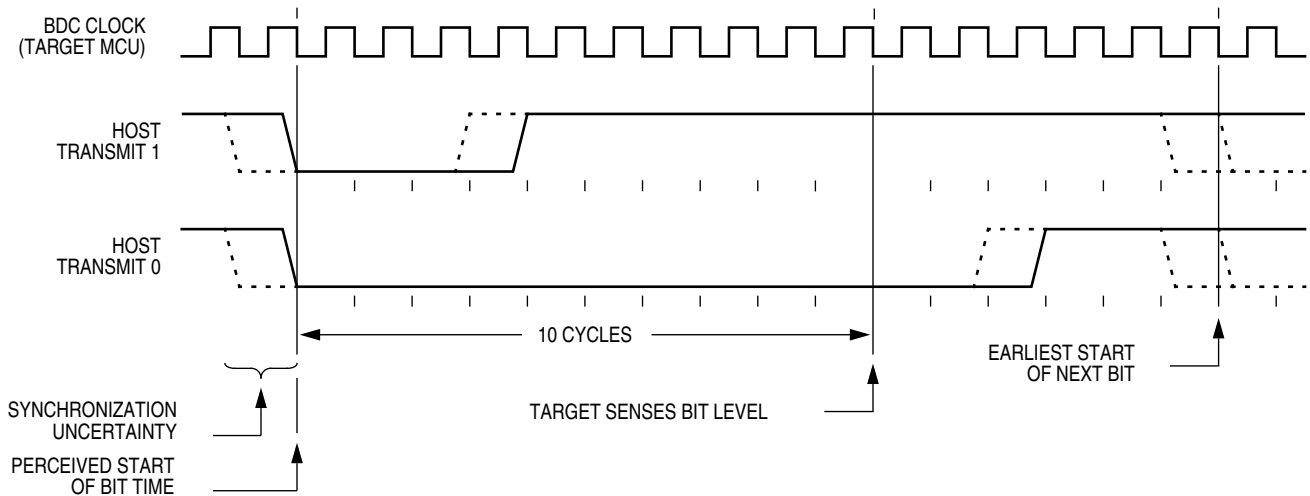 BDC CLOCK
(TARGET MCU)
HOST
TRANSMIT 1
HOST
TRANSMIT 0
10 CYCLES
EARLIEST START
OF NEXT BIT
SYNCHRONIZATION
UNCERTAINTY
TARGET SENSES BIT LEVEL
PERCEIVED START
OF BIT TIME